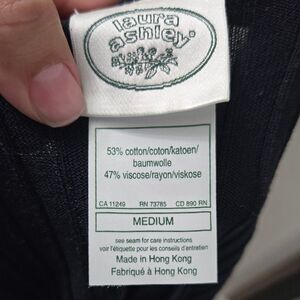 laura
ashley®
53% cotton/coton/katoen/
baumwolle
47% viscose/rayon/viskose
CA 11249 RN 73785 CD 890 RN
MEDIUM
see seam for care instructions
voir l'étiquette pour les conseils d'entretien
Made in Hong Kong
Fabriqué à Hong Kong